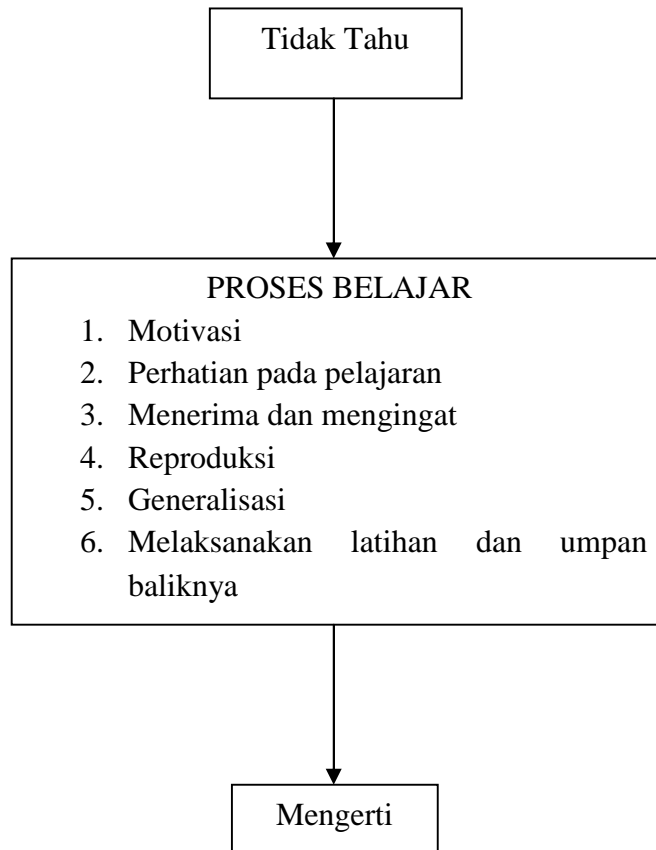 Tidak Tahu
PROSES BELAJAR
1. Motivasi
2. Perhatian pada pelajaran
3. Menerima dan mengingat
4. Reproduksi
5. Generalisasi
6. Melaksanakan latihan dan umpan
baliknya
Mengerti